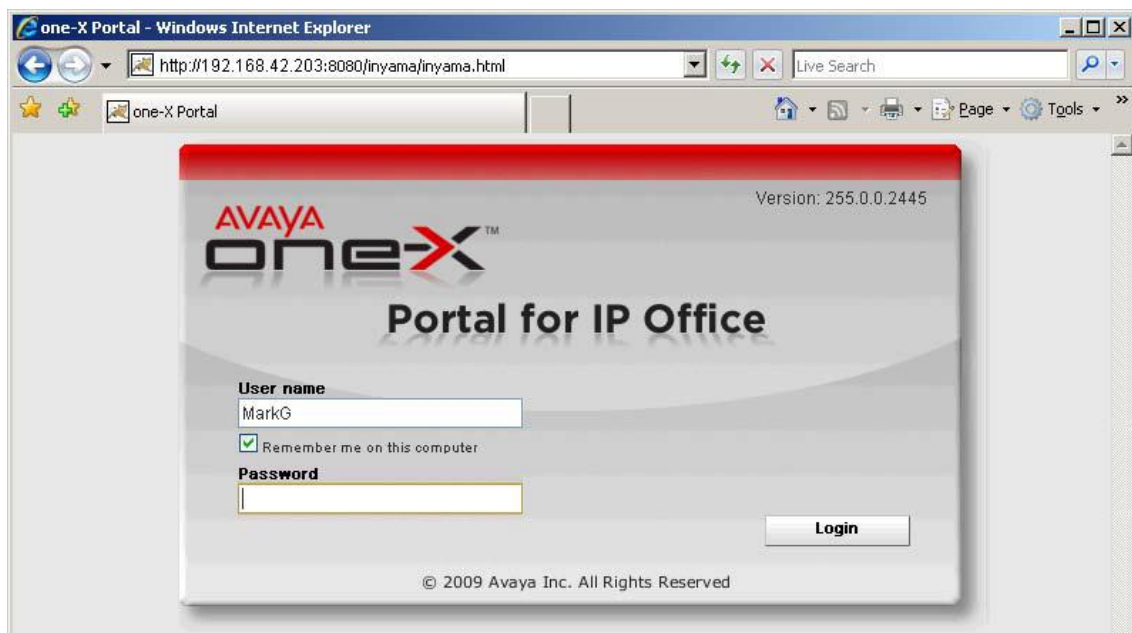 one-X Portal - Windows Internet Explorer
http://192.168.42.203:8080/inyama/inyama.html Live Search
one-X Portal Page Tools »
Version: 255.0.0.2445
AVAYA
one-X™
Portal for IP Office
User name
MarkG
Remember me on this computer
Password
Login
© 2009 Avaya Inc. All Rights Reserved